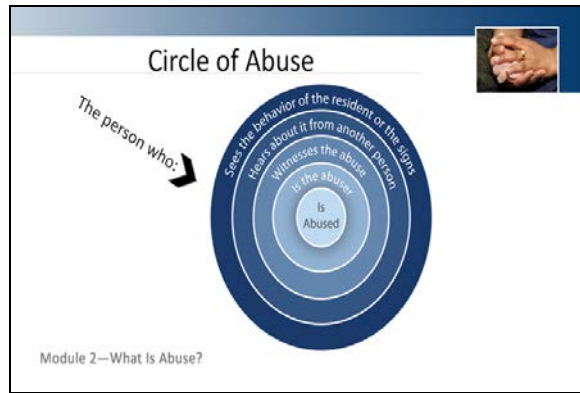 Circle of Abuse
The person who:
Sees the behavior of the resident or the signs
Hears about it from another person
Witnesses the abuse
Is the abuser
Is
Abused
Module 2—What Is Abuse?